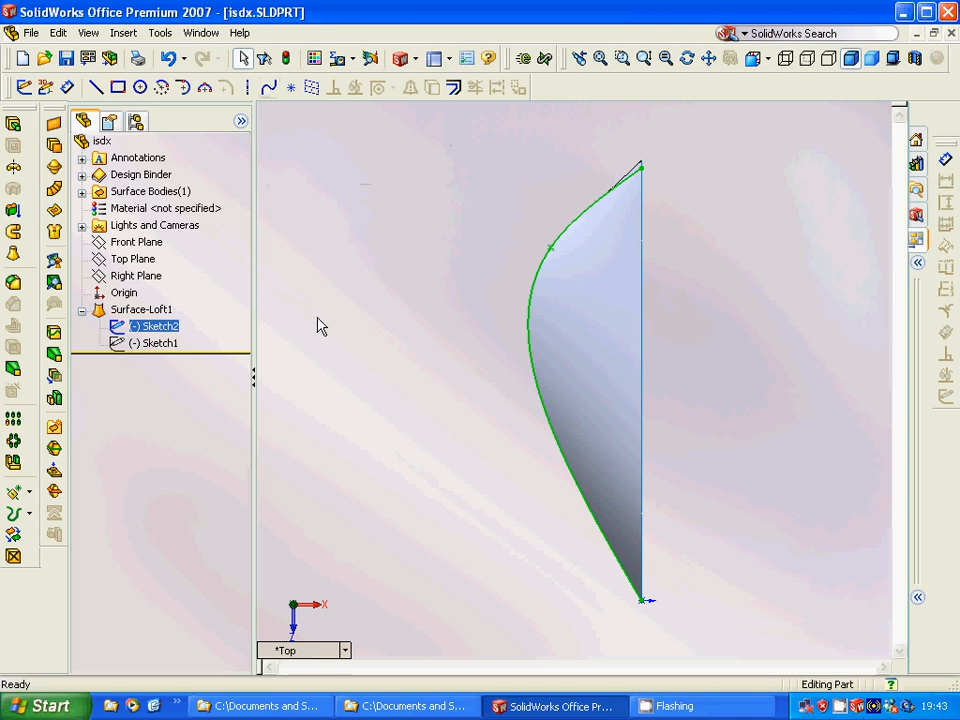 SolidWorks Office Premium 2007 - [isdx.SLDPRT]
File Edit View Insert Tools Window Help
SolidWorks Search
isdx
Annotations
Design Binder
Surface Bodies(1)
Material <not specified>
Lights and Cameras
Front Plane
Top Plane
Right Plane
Origin
Surface-Loft1
(-) Sketch2
(-) Sketch1
X
Z
*Top
Ready
Editing Part
Start
C:\Documents and S...
C:\Documents and S...
SolidWorks Office Pr...
Flashing
19:43